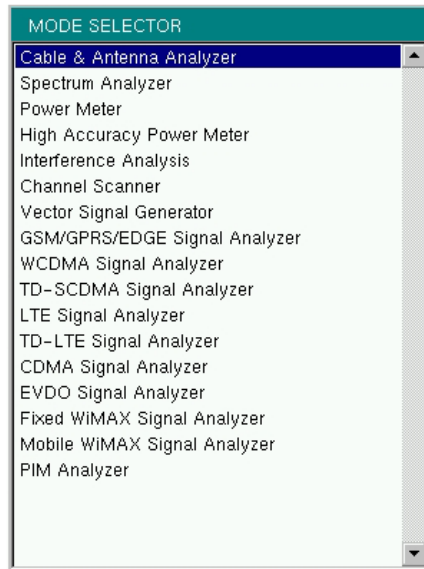 MODE SELECTOR
Cable & Antenna Analyzer
Spectrum Analyzer
Power Meter
High Accuracy Power Meter
Interference Analysis
Channel Scanner
Vector Signal Generator
GSM/GPRS/EDGE Signal Analyzer
WCDMA Signal Analyzer
TD-SCDMA Signal Analyzer
LTE Signal Analyzer
TD-LTE Signal Analyzer
CDMA Signal Analyzer
EVDO Signal Analyzer
Fixed WiMAX Signal Analyzer
Mobile WiMAX Signal Analyzer
PIM Analyzer